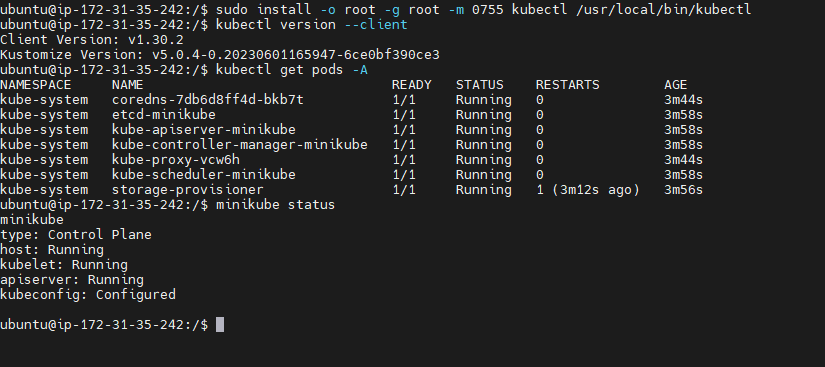 ubuntu@ip-172-31-35-242:/$ sudo install -o root -g root -m 0755 kubectl /usr/local/bin/kubectl
ubuntu@ip-172-31-35-242:/$ kubectl version --client
Client Version: v1.30.2
Kustomize Version: v5.0.4-0.20230601165947-6ce0bf390ce3
ubuntu@ip-172-31-35-242:/$ kubectl get pods -A
NAMESPACE     NAME                               READY   STATUS    RESTARTS        AGE
kube-system   coredns-7db6d8ff4d-bkb7t           1/1     Running   0               3m44s
kube-system   etcd-minikube                      1/1     Running   0               3m58s
kube-system   kube-apiserver-minikube            1/1     Running   0               3m58s
kube-system   kube-controller-manager-minikube   1/1     Running   0               3m58s
kube-system   kube-proxy-vcw6h                   1/1     Running   0               3m44s
kube-system   kube-scheduler-minikube            1/1     Running   0               3m58s
kube-system   storage-provisioner                1/1     Running   1 (3m12s ago)   3m56s
ubuntu@ip-172-31-35-242:/$ minikube status
minikube
type: Control Plane
host: Running
kubelet: Running
apiserver: Running
kubeconfig: Configured
ubuntu@ip-172-31-35-242:/$